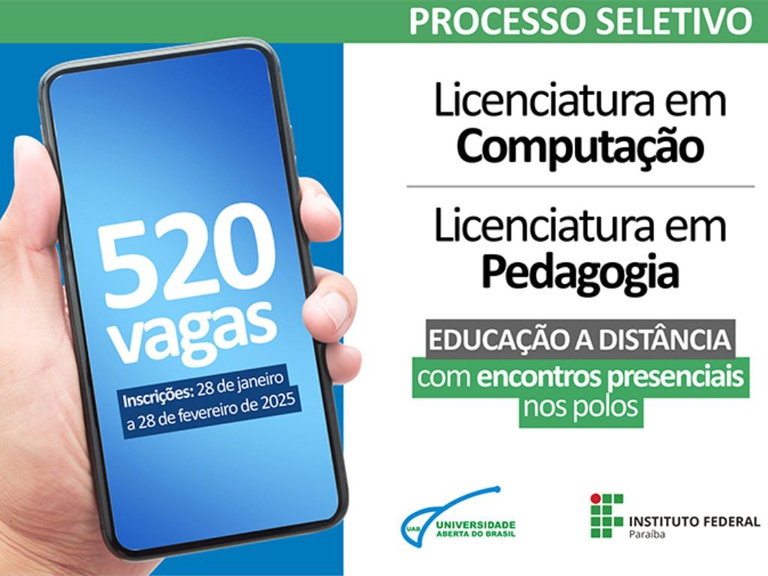 PROCESSO SELETIVO
520
vagas
Inscrições: 28 de janeiro
a 28 de fevereiro de 2025
Licenciatura em
Computação
Licenciatura em
Pedagogia
EDUCAÇÃO A DISTÂNCIA
com encontros presenciais
nos polos
UAB
UNIVERSIDADE
ABERTA DO BRASIL
INSTITUTO FEDERAL
Paraíba